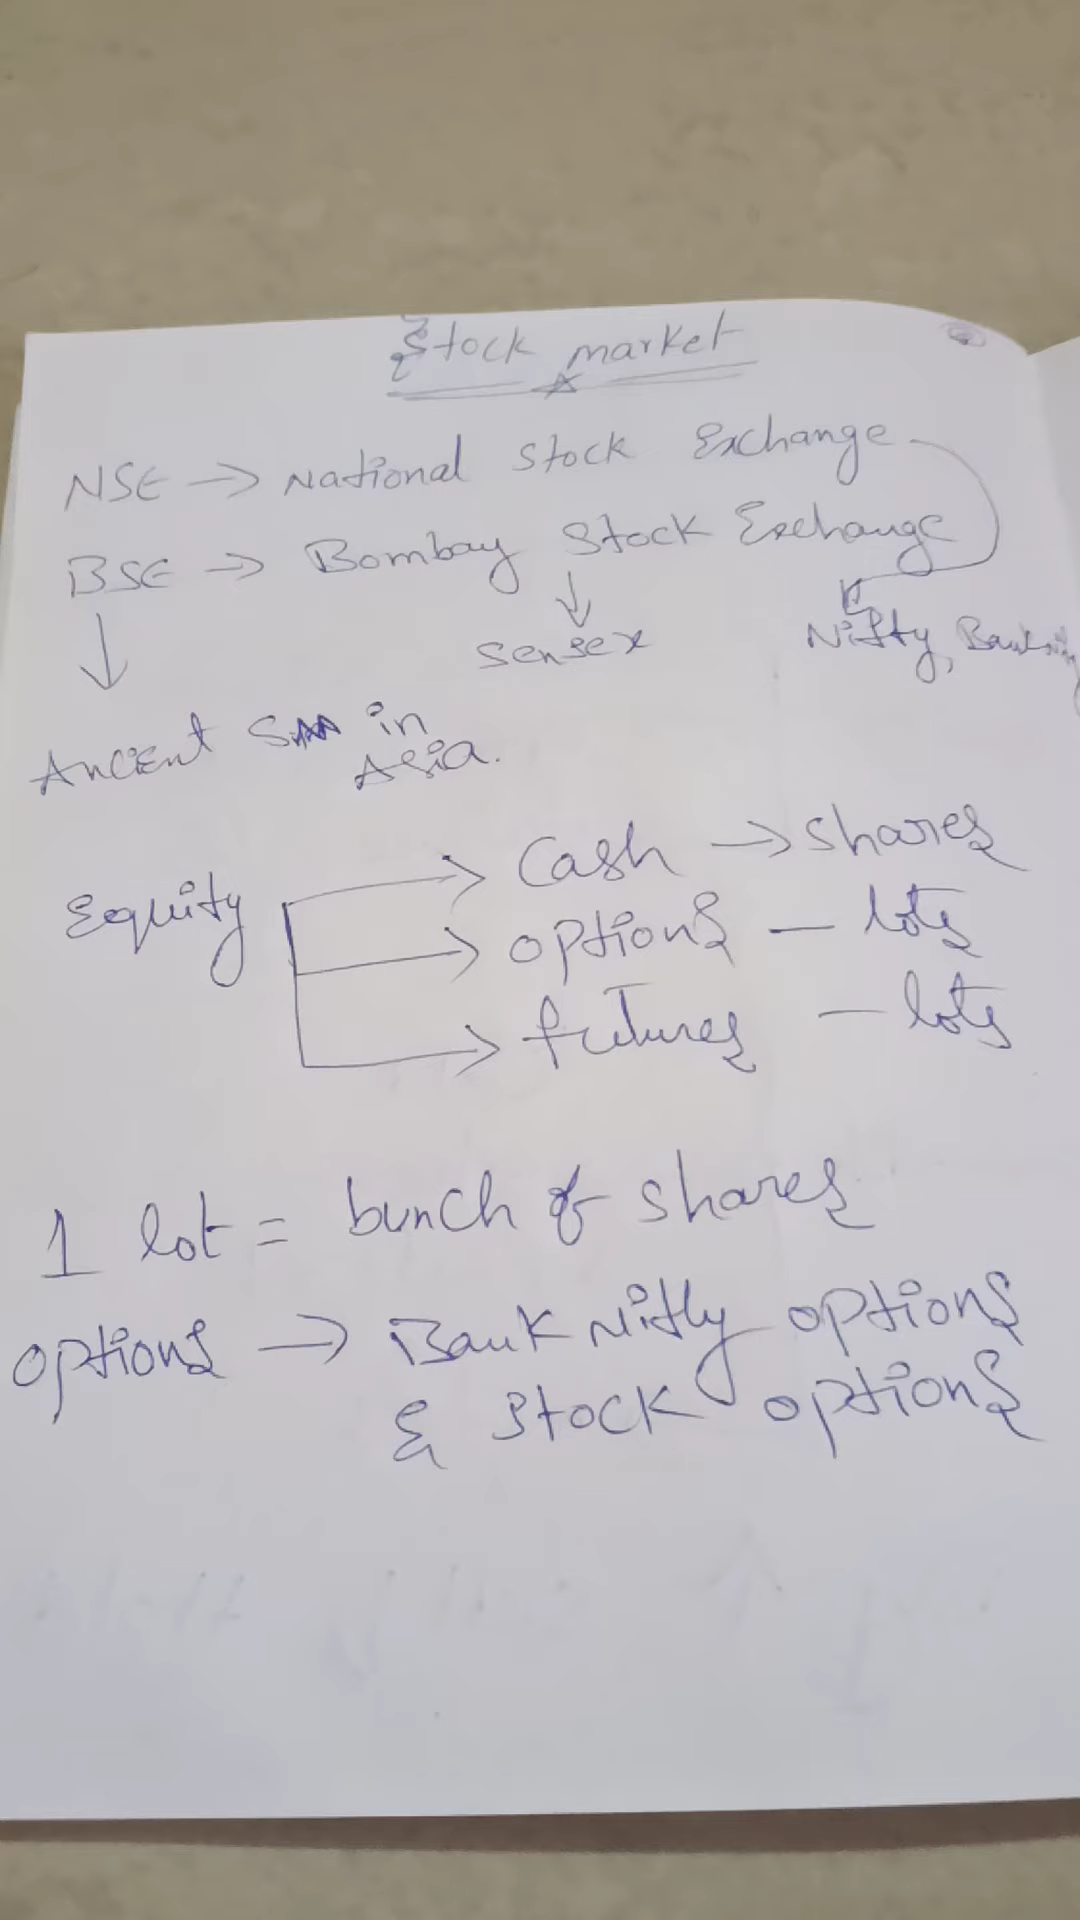 Stock market
NSE → National Stock Exchange
BSE → Bombay Stock Exchange
↓ Sensex
Nifty,
↓ Ancient in
Asia.
Equity → Cash → shares
→ options — lots
→ futures — lots
1 lot = bunch of shares
options → Bank Nifty options
& Stock options